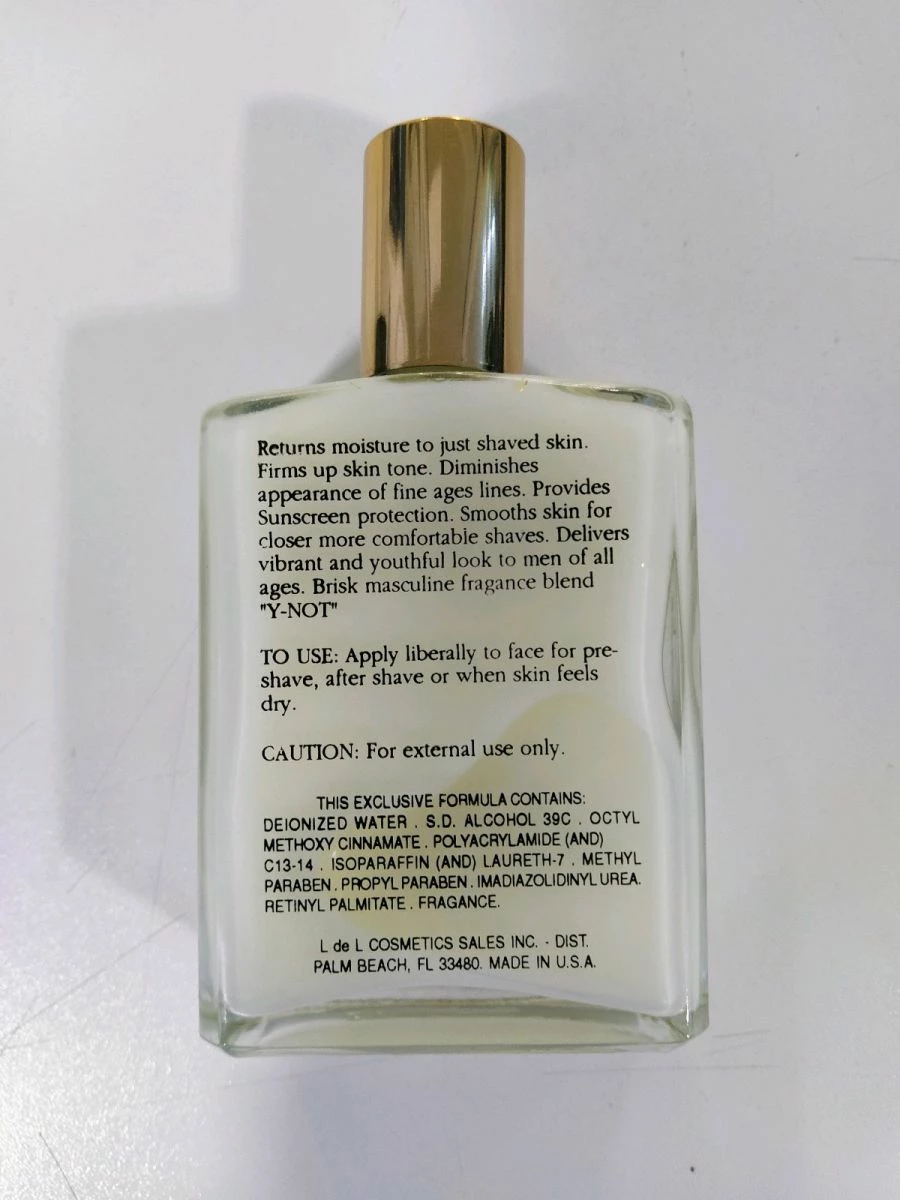 Returns moisture to just shaved skin.
Firms up skin tone. Diminishes
appearance of fine ages lines. Provides
Sunscreen protection. Smooths skin for
closer more comfortable shaves. Delivers
vibrant and youthful look to men of all
ages. Brisk masculine fragance blend
"Y-NOT"
TO USE: Apply liberally to face for pre-
shave, after shave or when skin feels
dry.
CAUTION: For external use only.
THIS EXCLUSIVE FORMULA CONTAINS:
DEIONIZED WATER . S.D. ALCOHOL 39C . OCTYL
METHOXY CINNAMATE . POLYACRYLAMIDE (AND)
C13-14 . ISOPARAFFIN (AND) LAURETH-7 . METHYL
PARABEN . PROPYL PARABEN . IMADIAZOLIDINYL UREA.
RETINYL PALMITATE . FRAGANCE.
L de L COSMETICS SALES INC. - DIST.
PALM BEACH, FL 33480. MADE IN U.S.A.